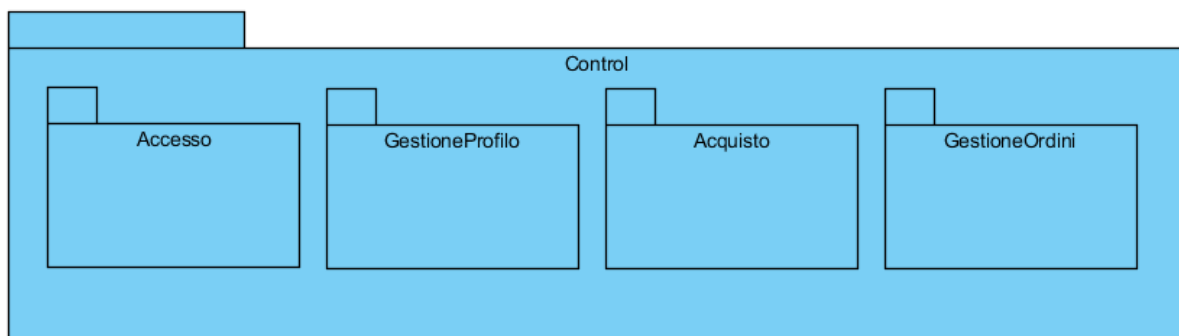 Control
Accesso
GestioneProfilo
Acquisto
GestioneOrdini